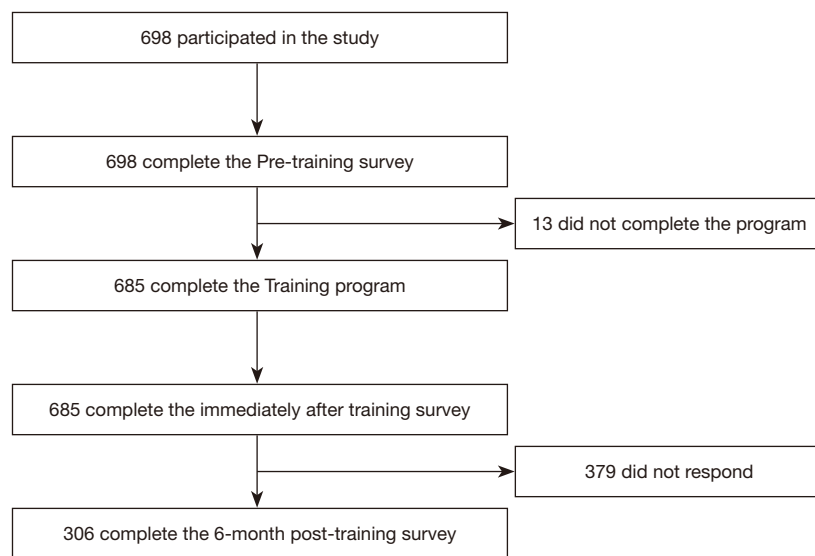 698 participated in the study
698 complete the Pre-training survey
13 did not complete the program
685 complete the Training program
685 complete the immediately after training survey
379 did not respond
306 complete the 6-month post-training survey